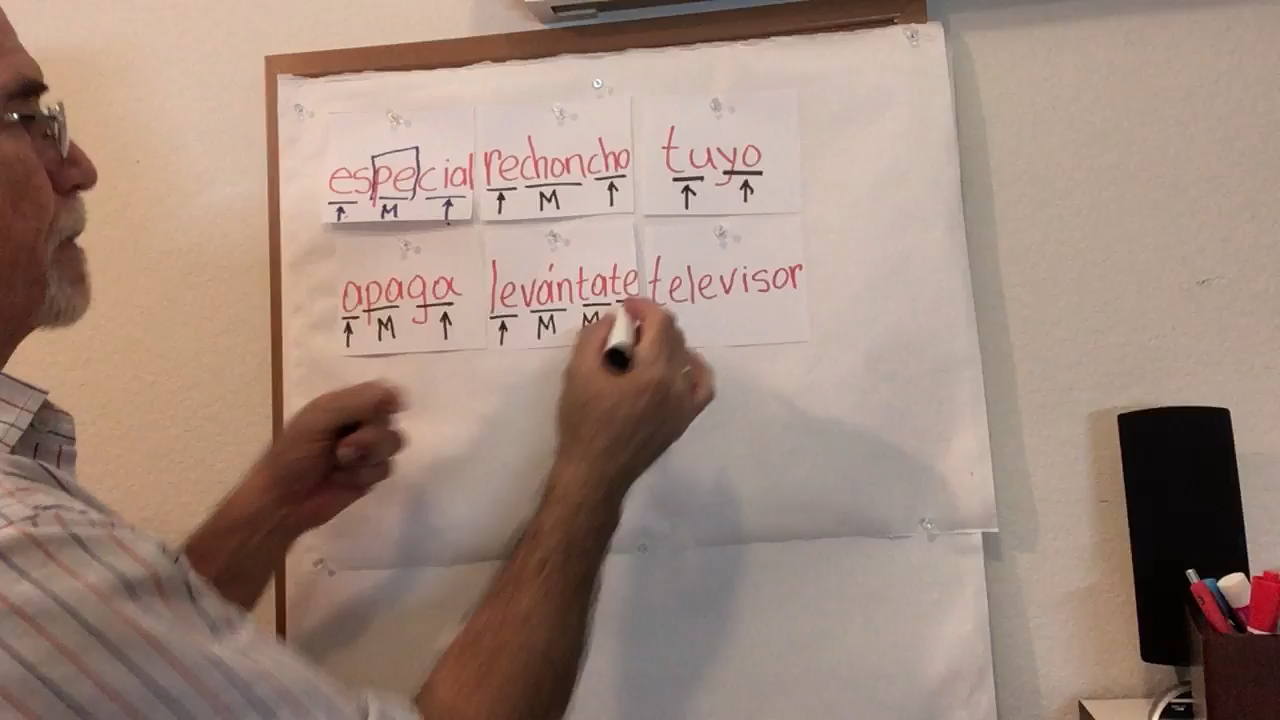 especial rechoncho tuyo
↑ M ↑ ↑ M ↑ ↑ ↑
apaga levántate televisor
↑ M ↑ ↑ M M